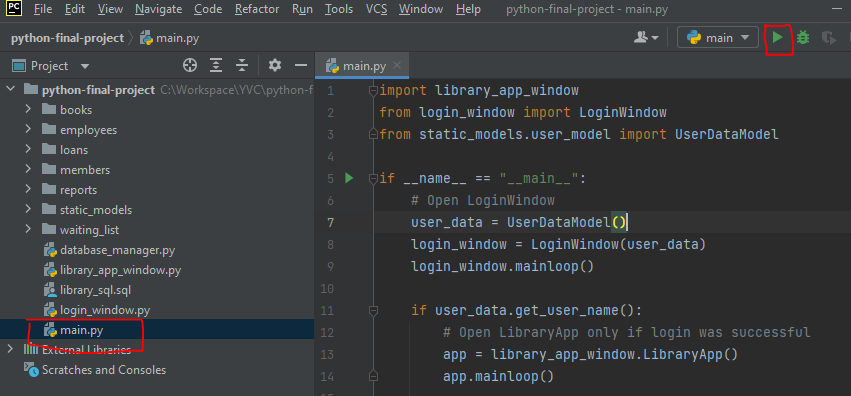 PC File Edit View Navigate Code Refactor Run Tools VCS Window Help python-final-project - main.py
python-final-project main.py main
Project main.py
python-final-project C:\Workspace\YVC\python-f
books
employees
loans
members
reports
static_models
waiting_list
database_manager.py
library_app_window.py
library_sql.sql
login_window.py
main.py
External Libraries
Scratches and Consoles
1 import library_app_window
2 from login_window import LoginWindow
3 from static_models.user_model import UserDataModel
4
5 if __name__ == "__main__":
6 # Open LoginWindow
7 user_data = UserDataModel()
8 login_window = LoginWindow(user_data)
9 login_window.mainloop()
10
11 if user_data.get_user_name():
12 # Open LibraryApp only if login was successful
13 app = library_app_window.LibraryApp()
14 app.mainloop()